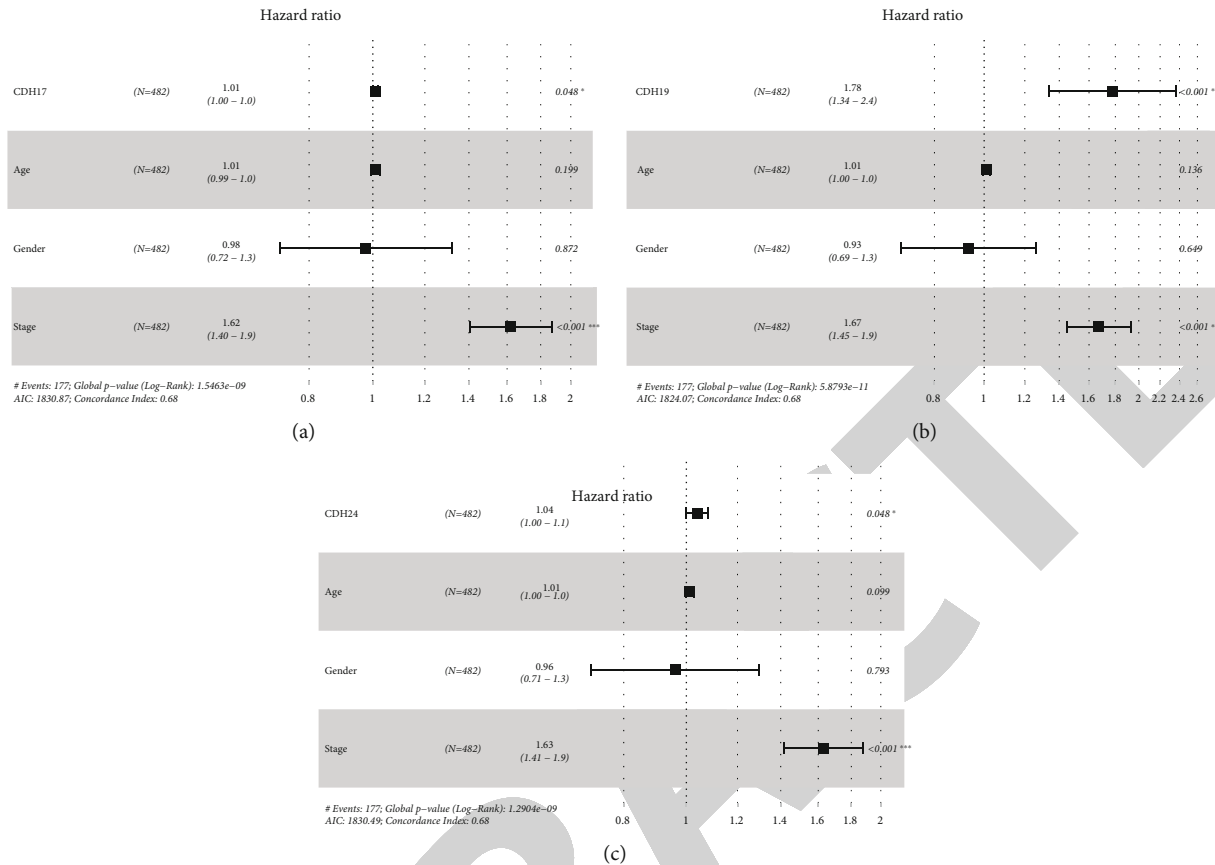 Hazard ratio
CDH17 (N=482) 1.01 0.048 *
(1.00 − 1.0)
Age (N=482) 1.01 0.199
(0.99 − 1.0)
Gender (N=482) 0.98 0.872
(0.72 − 1.3)
Stage (N=482) 1.62 <0.001 ***
(1.40 − 1.9)
# Events: 177; Global p−value (Log−Rank): 1.5463e−09
AIC: 1830.87; Concordance Index: 0.68
0.8 1 1.2 1.4 1.6 1.8 2
(a)
Hazard ratio
CDH19 (N=482) 1.78 <0.001 *
(1.34 − 2.4)
Age (N=482) 1.01 0.136
(1.00 − 1.0)
Gender (N=482) 0.93 0.649
(0.69 − 1.3)
Stage (N=482) 1.67 <0.001 *
(1.45 − 1.9)
# Events: 177; Global p−value (Log−Rank): 5.8793e−11
AIC: 1824.07; Concordance Index: 0.68
0.8 1 1.2 1.4 1.6 1.8 2 2.2 2.4 2.6
(b)
Hazard ratio
CDH24 (N=482) 1.04 0.048 *
(1.00 − 1.1)
Age (N=482) 1.01 0.099
(1.00 − 1.0)
Gender (N=482) 0.96 0.793
(0.71 − 1.3)
Stage (N=482) 1.63 <0.001 ***
(1.41 − 1.9)
# Events: 177; Global p−value (Log−Rank): 1.2904e−09
AIC: 1830.49; Concordance Index: 0.68
0.8 1 1.2 1.4 1.6 1.8 2
(c)